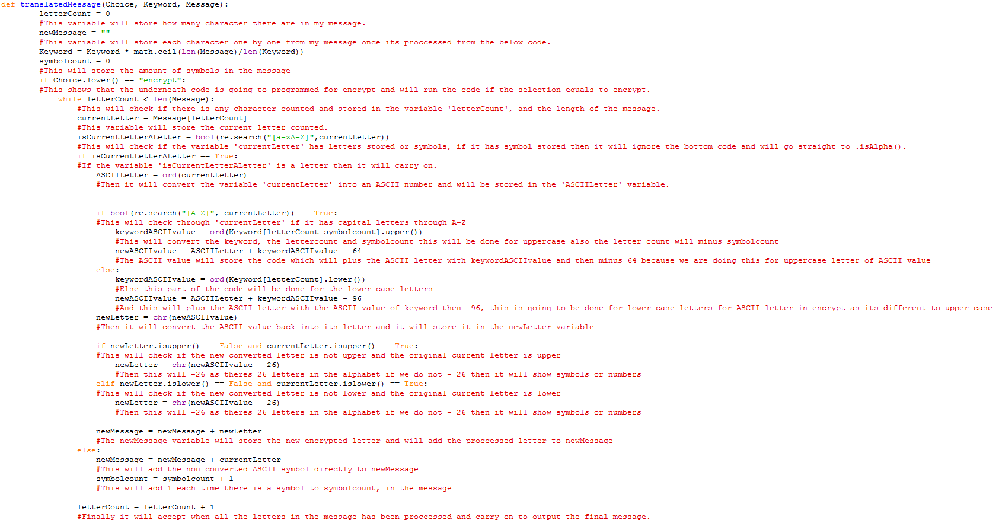 def translatedMessage(Choice, Keyword, Message):
letterCount = 0
#This variable will store how many character there are in my message.
newMessage = ""
#This variable will store each character one by one from my message once its proccessed from the below code.
Keyword = Keyword * math.ceil(len(Message)/len(Keyword))
symbolcount = 0
#This will store the amount of symbols in the message
if Choice.lower() == "encrypt":
#This shows that the underneath code is going to programmed for encrypt and will run the code if the selection equals to encrypt.
while letterCount < len(Message):
#This will check if there is any character counted and stored in the variable 'letterCount', and the length of the message.
currentLetter = Message[letterCount]
#This variable will store the current letter counted.
isCurrentLetterALetter = bool(re.search("[a-zA-Z]",currentLetter))
#This will check if the variable 'currentLetter' has letters stored or symbols, if it has symbol stored then it will ignore the bottom code and will go straight to .isAlpha().
if isCurrentLetterALetter == True:
#If the variable 'isCurrentLetterALetter' is a letter then it will carry on.
ASCIILetter = ord(currentLetter)
#Then it will convert the variable 'currentLetter' into an ASCII number and will be stored in the 'ASCIILetter' variable.
if bool(re.search("[A-Z]", currentLetter)) == True:
#This will check through 'currentLetter' if it has capital letters through A-Z
keywordASCIIvalue = ord(Keyword[letterCount-symbolcount].upper())
#This will convert the keyword, the lettercount and symbolcount this will be done for uppercase also the letter count will minus symbolcount
newASCIIvalue = ASCIILetter + keywordASCIIvalue - 64
#The ASCII value will store the code which will plus the ASCII letter with keywordASCIIvalue and then minus 64 because we are doing this for uppercase letter of ASCII value
else:
keywordASCIIvalue = ord(Keyword[letterCount].lower())
#Else this part of the code will be done for the lower case letters
newASCIIvalue = ASCIILetter + keywordASCIIvalue - 96
#And this will plus the ASCII letter with the ASCII value of keyword then -96, this is going to be done for lower case letters for ASCII letter in encrypt as its different to upper case
newLetter = chr(newASCIIvalue)
#Then it will convert the ASCII value back into its letter and it will store it in the newLetter variable
if newLetter.isupper() == False and currentLetter.isupper() == True:
#This will check if the new converted letter is not upper and the original current letter is upper
newLetter = chr(newASCIIvalue - 26)
#Then this will -26 as theres 26 letters in the alphabet if we do not - 26 then it will show symbols or numbers
elif newLetter.islower() == False and currentLetter.islower() == True:
#This will check if the new converted letter is not lower and the original current letter is lower
newLetter = chr(newASCIIvalue - 26)
#Then this will -26 as theres 26 letters in the alphabet if we do not - 26 then it will show symbols or numbers
newMessage = newMessage + newLetter
#The newMessage variable will store the new encrypted letter and will add the proccessed letter to newMessage
else:
newMessage = newMessage + currentLetter
#This will add the non converted ASCII symbol directly to newMessage
symbolcount = symbolcount + 1
#This will add 1 each time there is a symbol to symbolcount, in the message
letterCount = letterCount + 1
#Finally it will accept when all the letters in the message has been proccessed and carry on to output the final message.